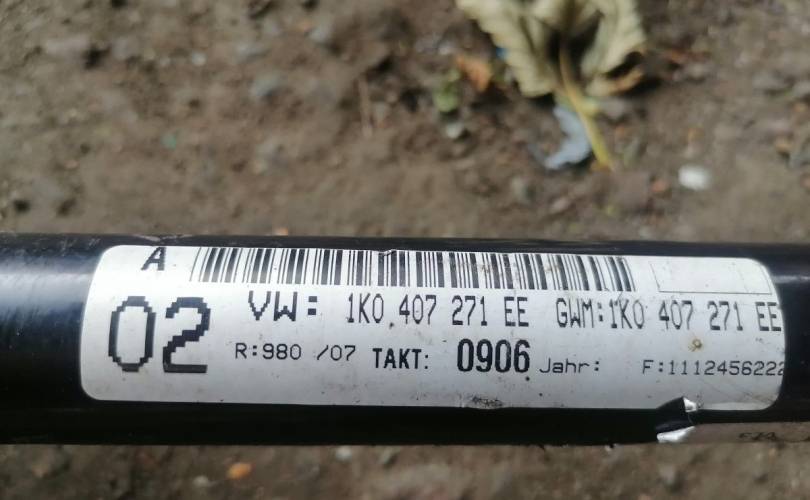 A
02 VW: 1K0 407 271 EE GWM:1K0 407 271 EE
R:980 /07 TAKT: 0906 Jahr: F:1112456222